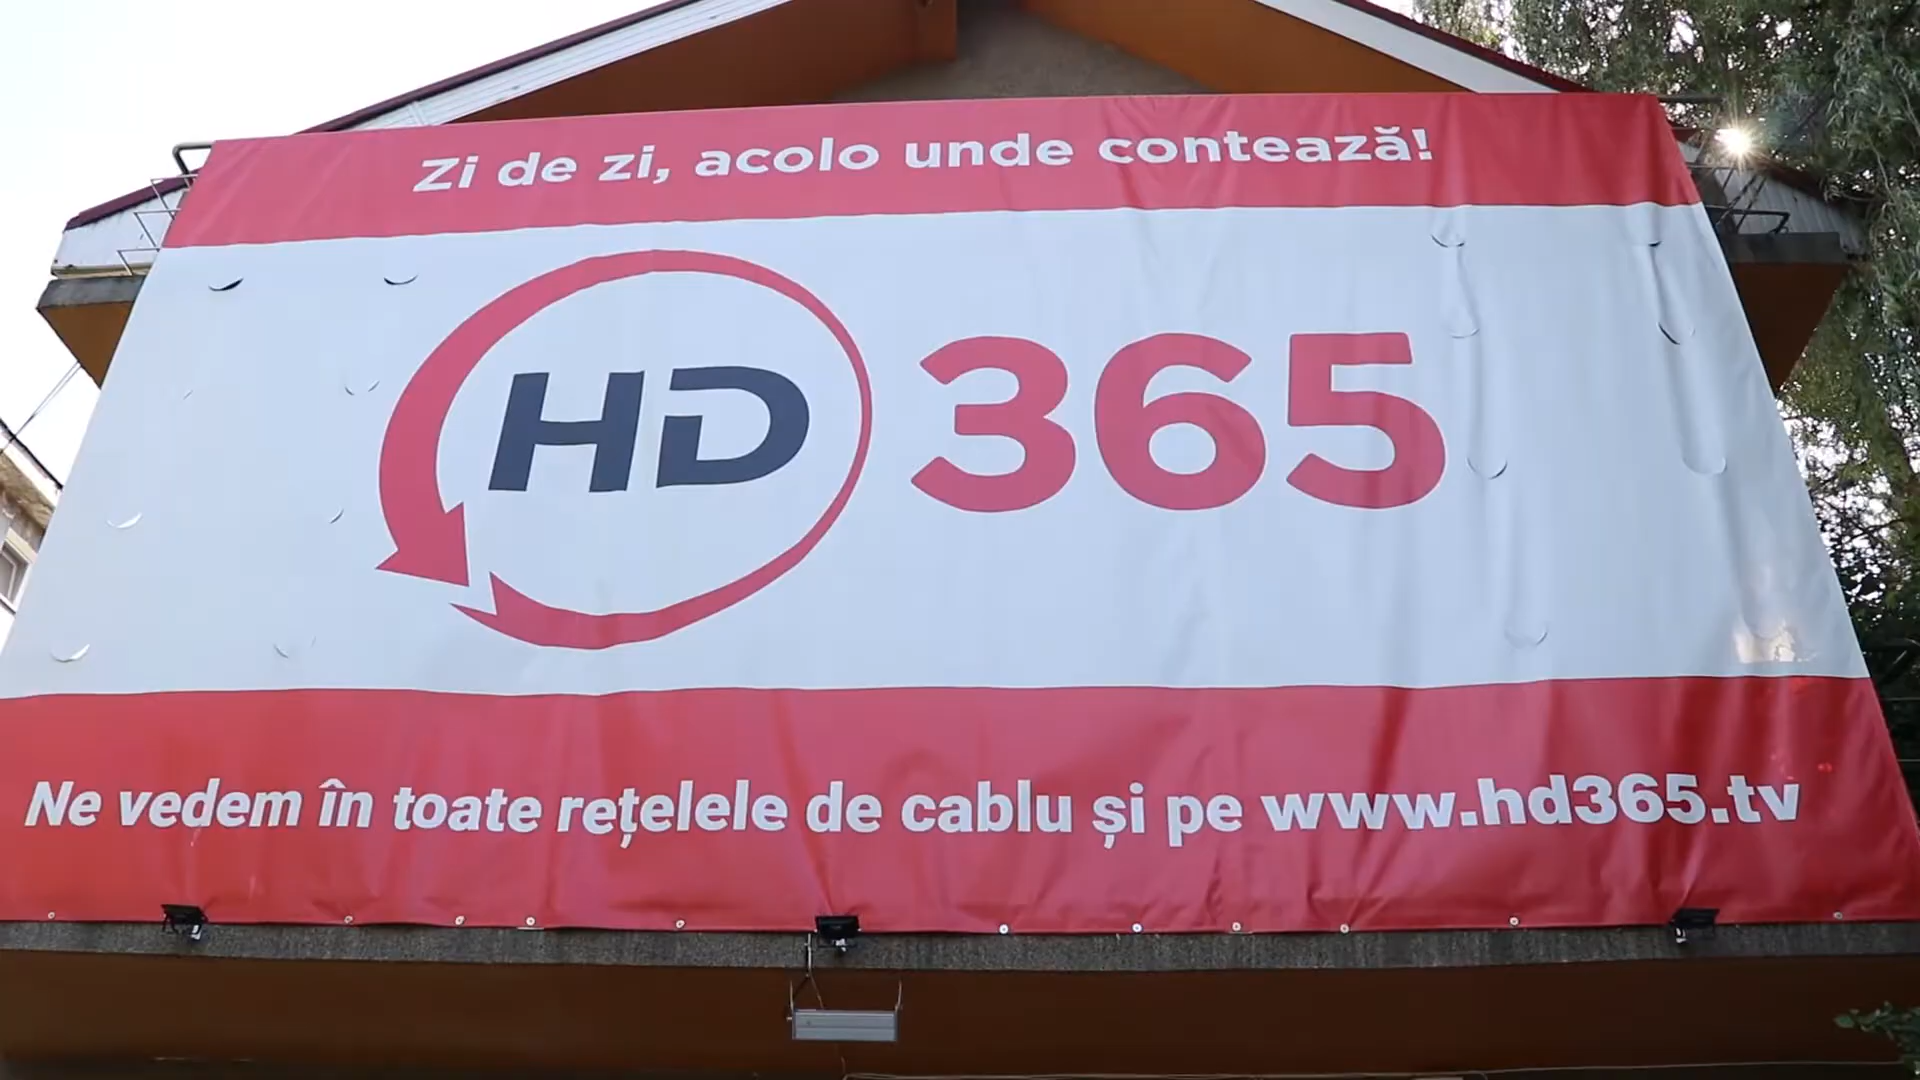 Zi de zi, acolo unde contează!
HD 365
Ne vedem în toate rețelele de cablu și pe www.hd365.tv